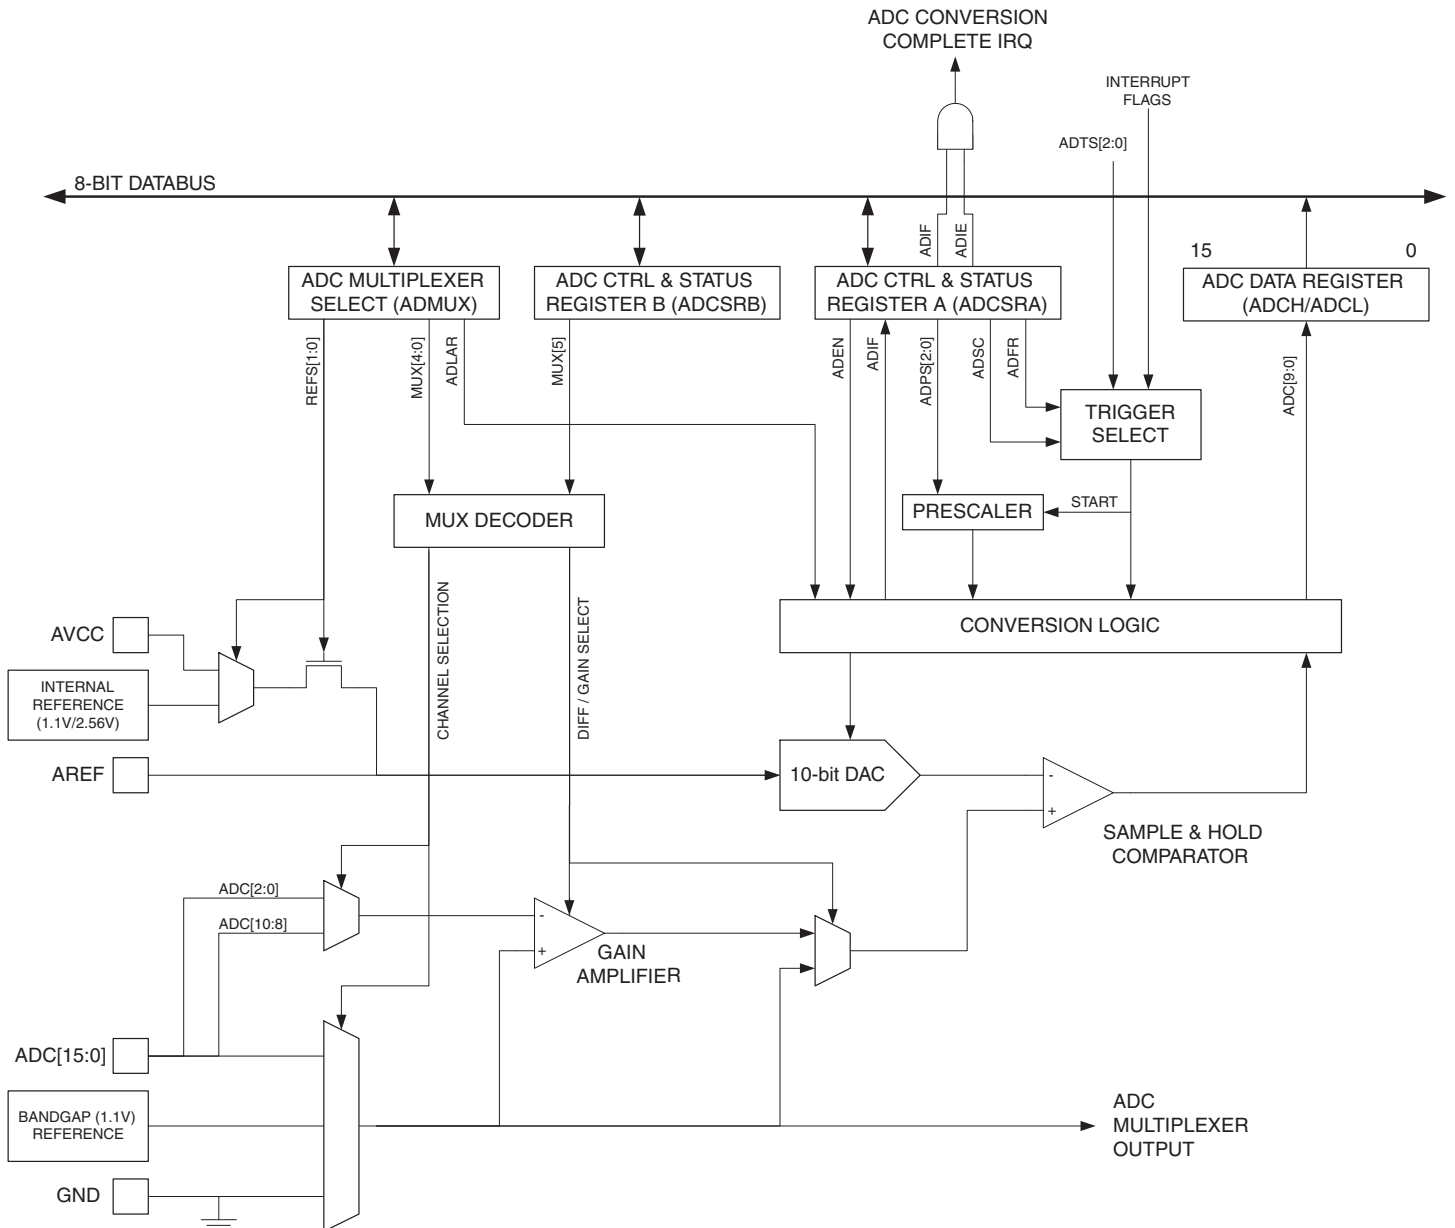 ADC CONVERSION
COMPLETE IRQ
INTERRUPT
FLAGS
ADTS[2:0]
8-BIT DATABUS
ADIF
ADIE
15
0
ADC MULTIPLEXER
SELECT (ADMUX)
ADC CTRL & STATUS
REGISTER B (ADCSRB)
ADC CTRL & STATUS
REGISTER A (ADCSRA)
ADC DATA REGISTER
(ADCH/ADCL)
REFS[1:0]
MUX[4:0]
ADLAR
MUX[5]
ADEN
ADIF
ADPS[2:0]
ADSC
ADFR
ADC[9:0]
TRIGGER
SELECT
MUX DECODER
PRESCALER
START
CHANNEL SELECTION
DIFF / GAIN SELECT
CONVERSION LOGIC
AVCC
INTERNAL
REFERENCE
(1.1V/2.56V)
AREF
10-bit DAC
-
+
SAMPLE & HOLD
COMPARATOR
ADC[2:0]
ADC[10:8]
-
+
GAIN
AMPLIFIER
ADC[15:0]
BANDGAP (1.1V)
REFERENCE
ADC
MULTIPLEXER
OUTPUT
GND